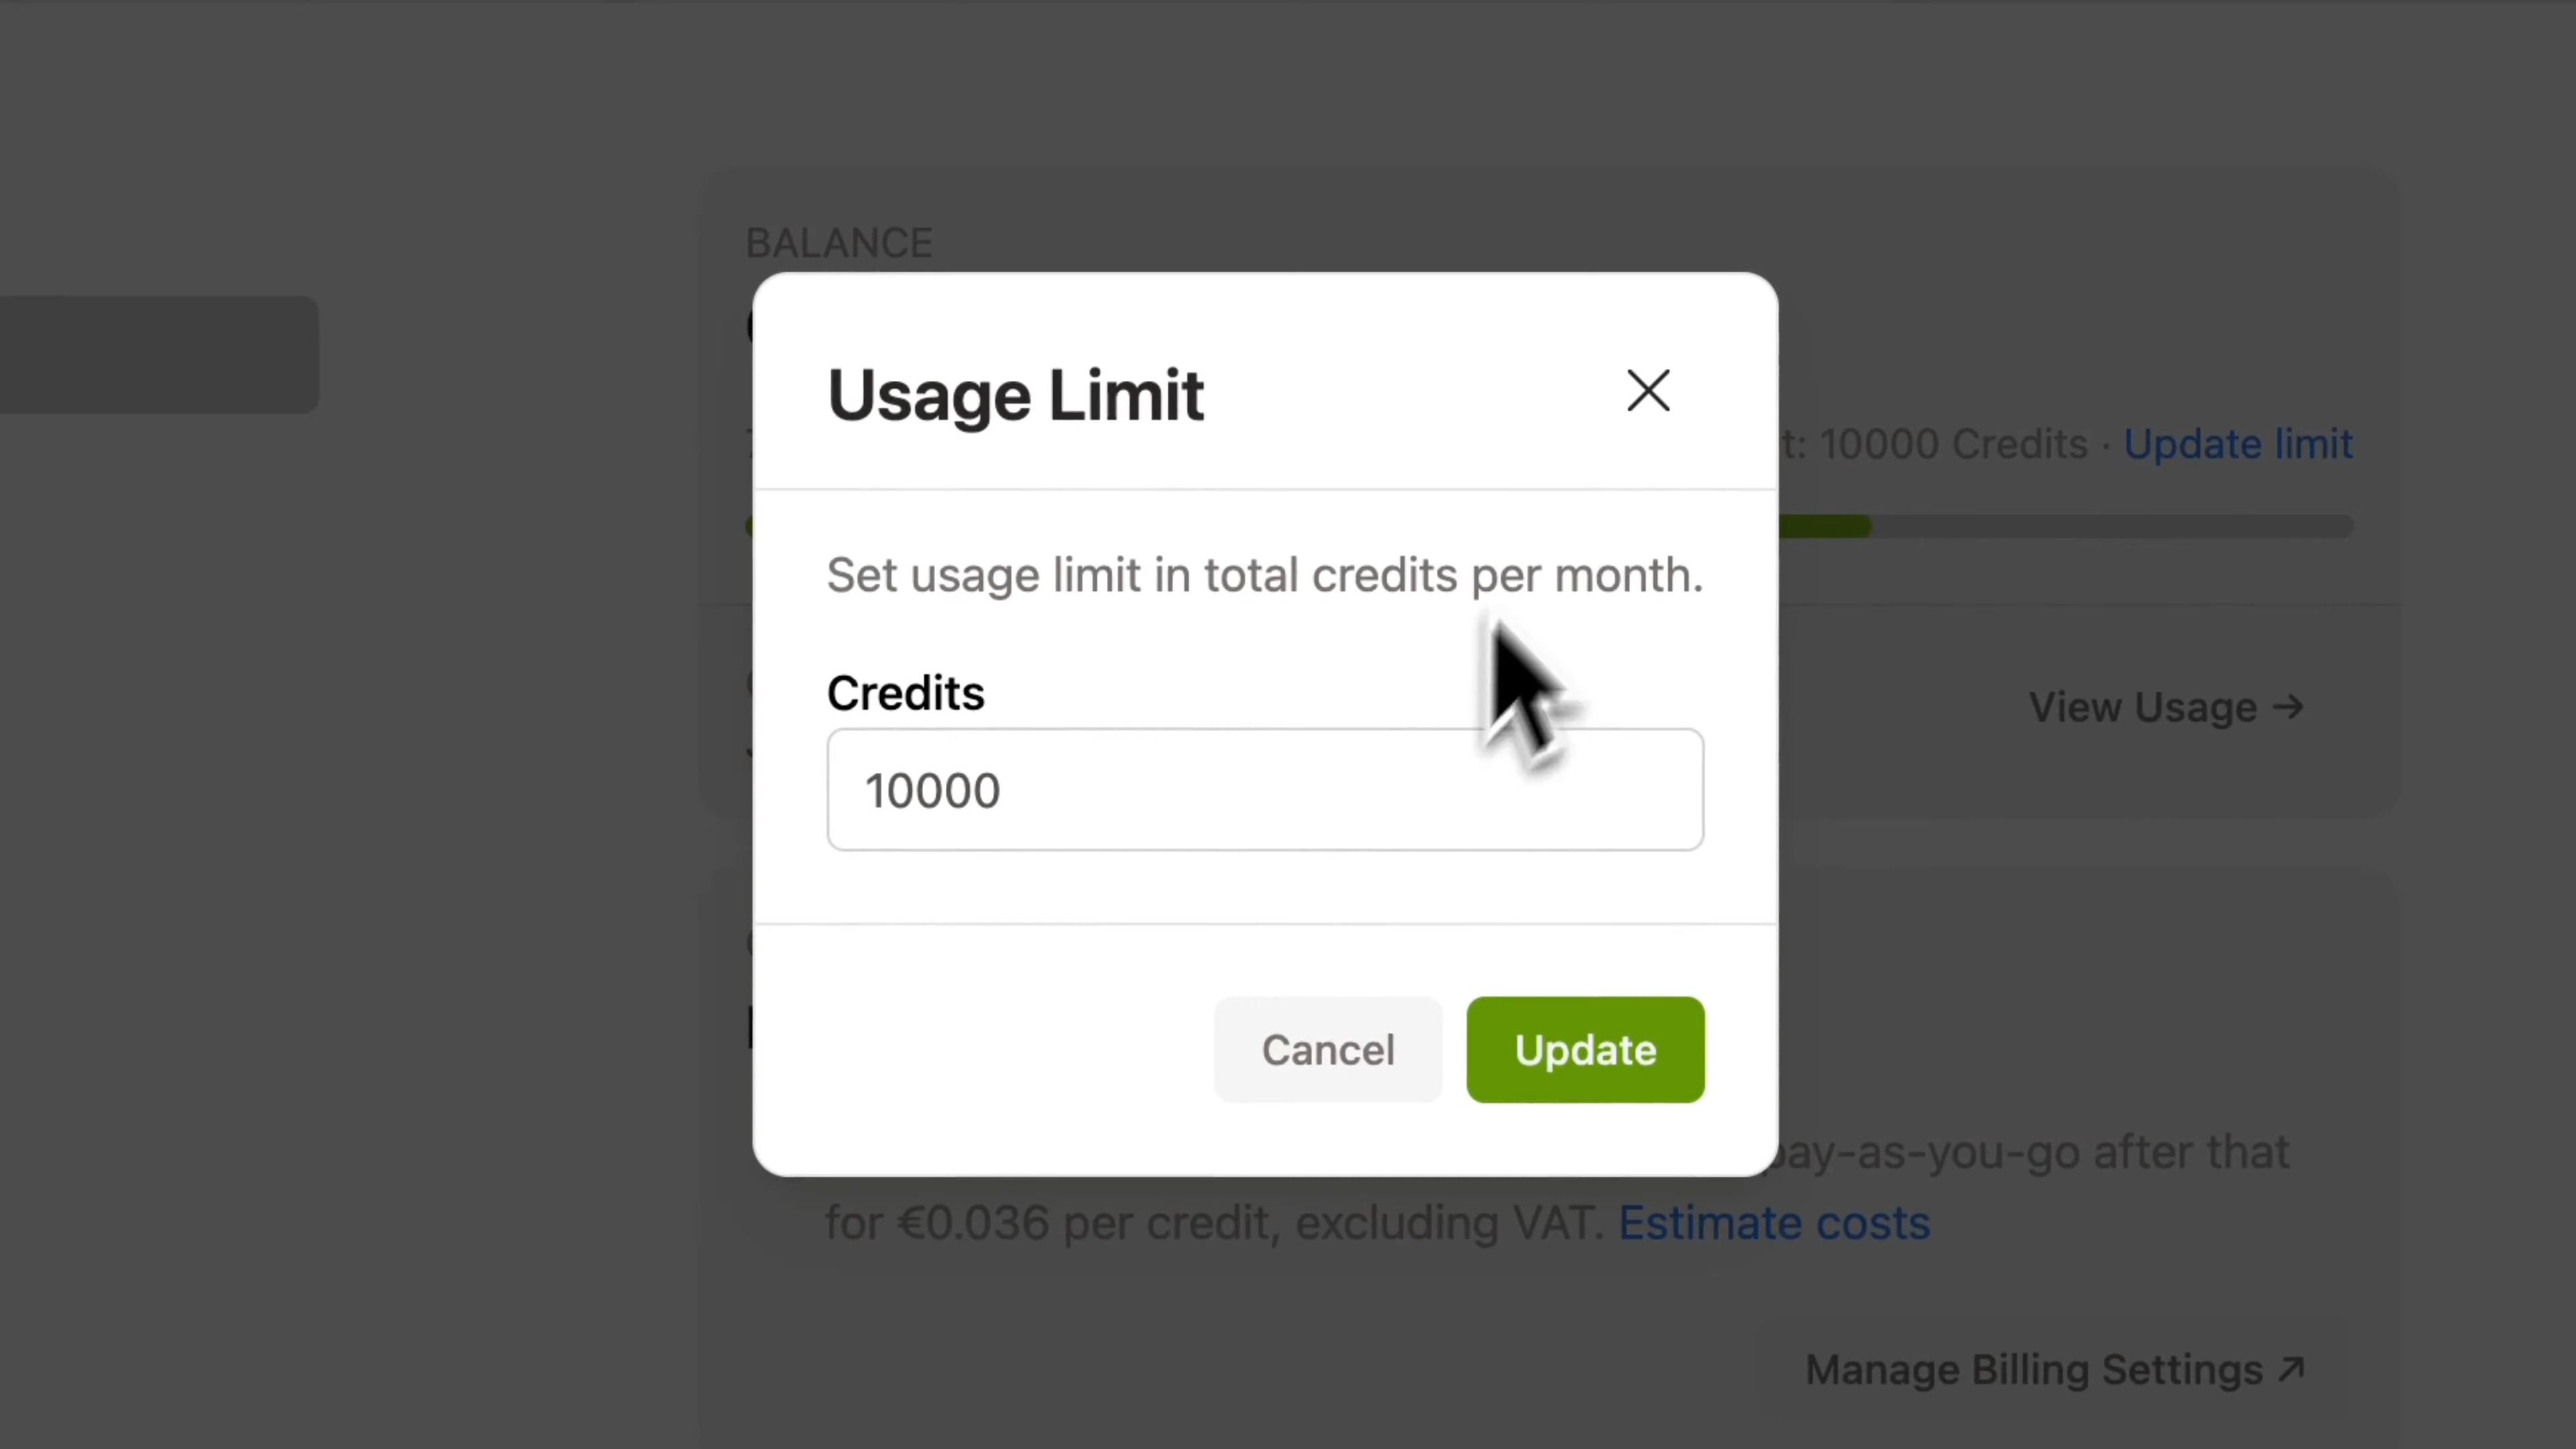 BALANCE
Usage Limit
t: 10000 Credits · Update limit
Set usage limit in total credits per month.
Credits
10000
View Usage →
Cancel
Update
pay-as-you-go after that
for €0.036 per credit, excluding VAT. Estimate costs
Manage Billing Settings ↗